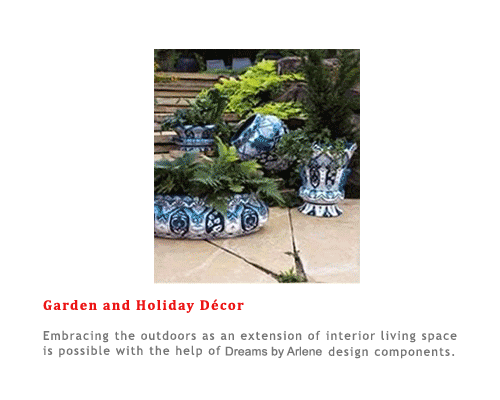 Garden and Holiday Décor
Embracing the outdoors as an extension of interior living space
is possible with the help of Dreams by Arlene design components.